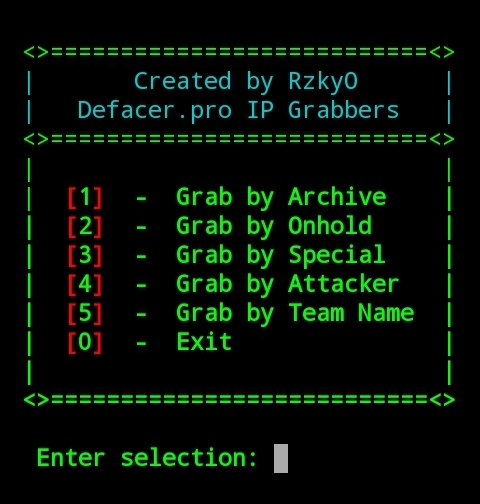 <>===========================<>
|       Created by RzkyO      |
|   Defacer.pro IP Grabbers   |
<>===========================<>
|                             |
|  [1]  -  Grab by Archive    |
|  [2]  -  Grab by Onhold     |
|  [3]  -  Grab by Special    |
|  [4]  -  Grab by Attacker   |
|  [5]  -  Grab by Team Name  |
|  [0]  -  Exit               |
|                             |
<>===========================<>
Enter selection: